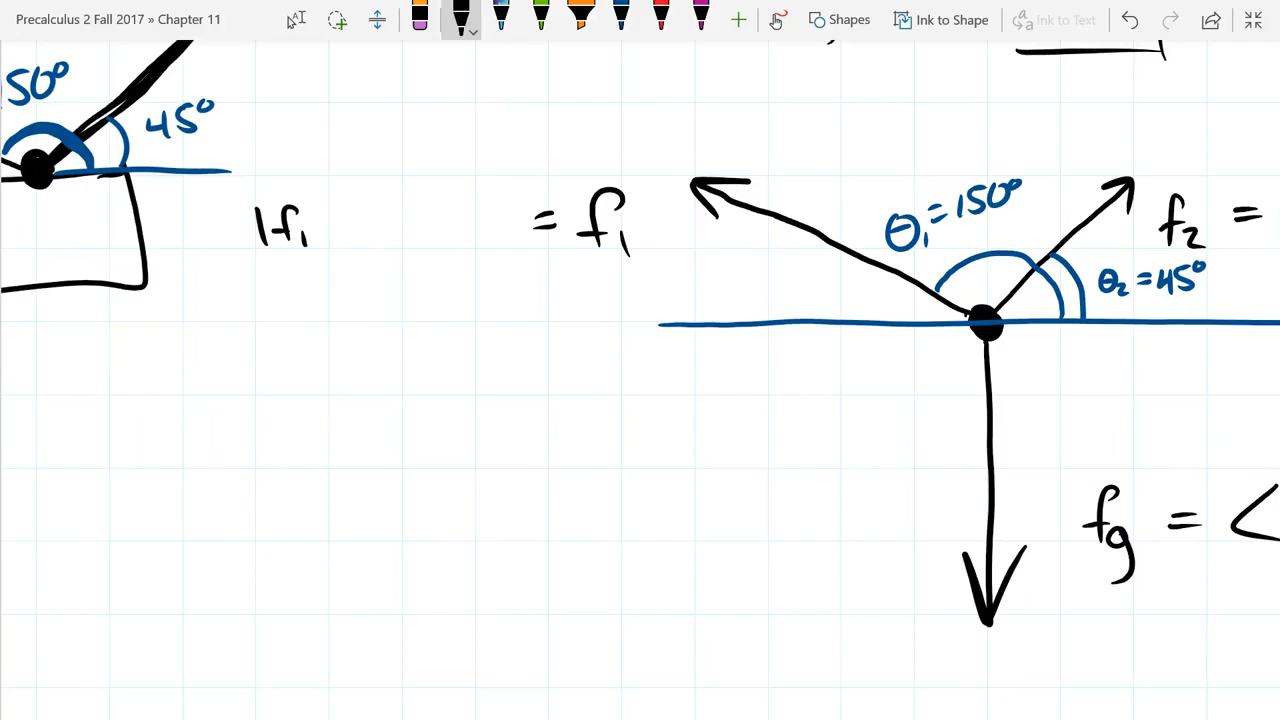 Precalculus 2 Fall 2017 » Chapter 11
Shapes
Ink to Shape
Ink to Text
50°
45°
|f₁ = f₁
θ₁=150°
f₂ =
θ₂=45°
fg = <